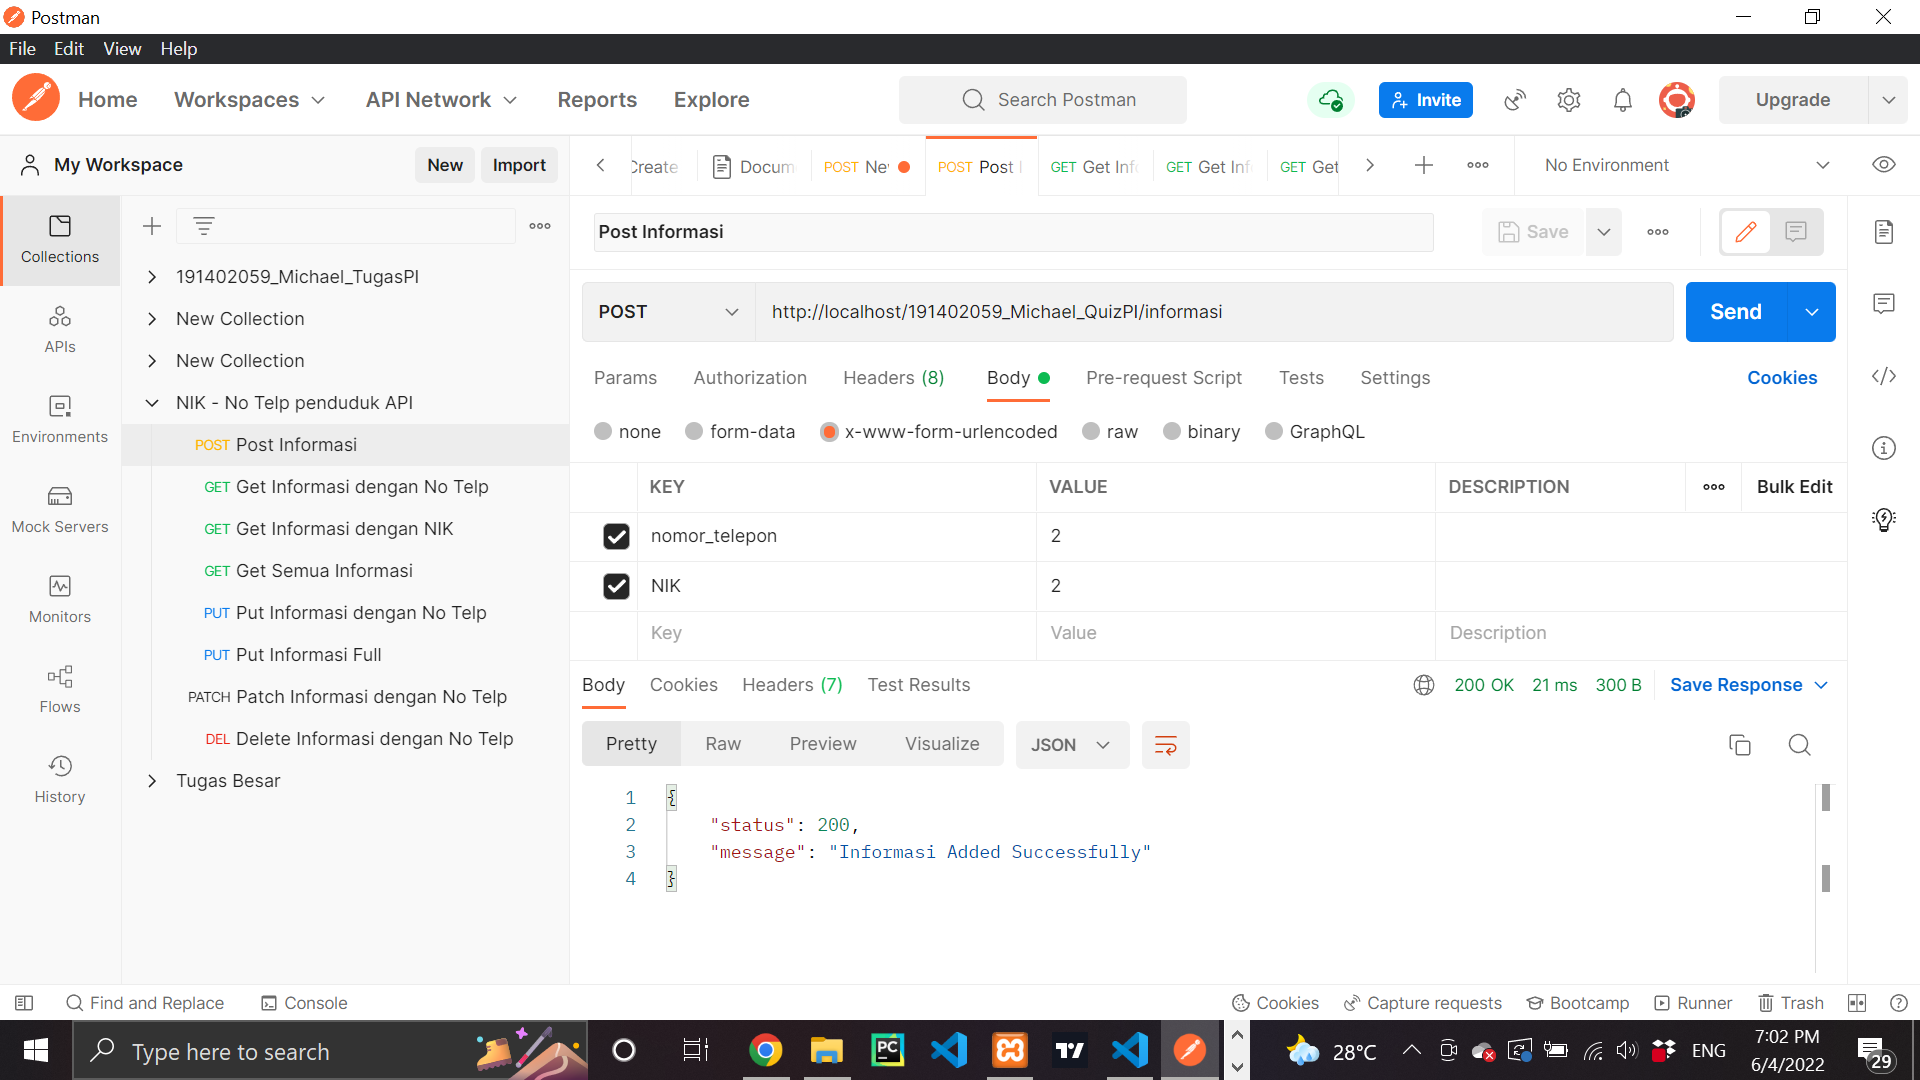 Postman
File Edit View Help
Home Workspaces API Network Reports Explore Search Postman Invite Upgrade
My Workspace New Import Create Docum POST Ne POST Post GET Get Inf GET Get Inf GET Get No Environment
Collections
APIs
Environments
Mock Servers
Monitors
Flows
History
191402059_Michael_TugasPI
New Collection
New Collection
NIK - No Telp penduduk API
POST Post Informasi
GET Get Informasi dengan No Telp
GET Get Informasi dengan NIK
GET Get Semua Informasi
PUT Put Informasi dengan No Telp
PUT Put Informasi Full
PATCH Patch Informasi dengan No Telp
DEL Delete Informasi dengan No Telp
Tugas Besar
Post Informasi Save
POST http://localhost/191402059_Michael_QuizPI/informasi Send
Params Authorization Headers (8) Body Pre-request Script Tests Settings Cookies
none form-data x-www-form-urlencoded raw binary GraphQL
KEY VALUE DESCRIPTION Bulk Edit
nomor_telepon 2
NIK 2
Key Value Description
Body Cookies Headers (7) Test Results 200 OK 21 ms 300 B Save Response
Pretty Raw Preview Visualize JSON
1 {
2 "status": 200,
3 "message": "Informasi Added Successfully"
4 }
Find and Replace Console Cookies Capture requests Bootcamp Runner Trash
Type here to search PC 28°C ENG 7:02 PM
6/4/2022 29